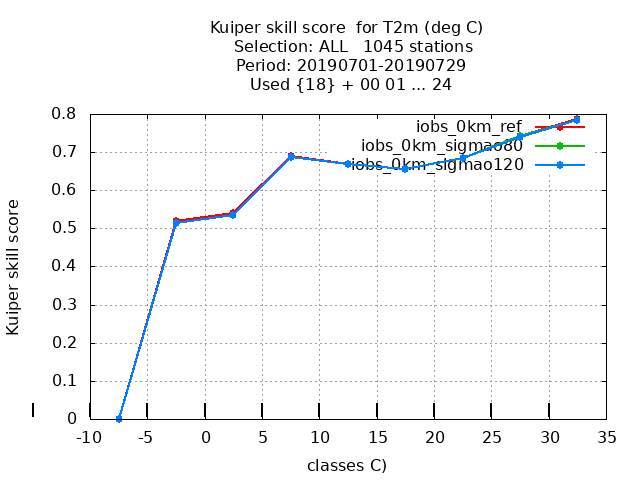 Kuiper skill score  for T2m (deg C)
Selection: ALL   1045 stations
Period: 20190701-20190729
Used {18} + 00 01 ... 24
iobs_0km_ref
iobs_0km_sigmao80
iobs_0km_sigmao120
Kuiper skill score
0.8
0.7
0.6
0.5
0.4
0.3
0.2
0.1
0
-10 -5 0 5 10 15 20 25 30 35
classes C)